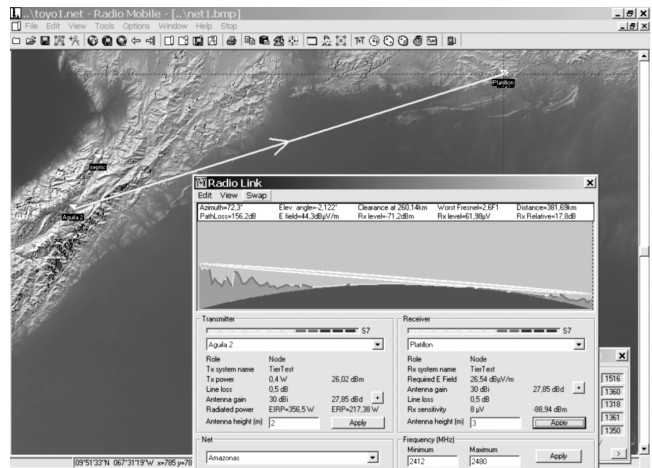 ..\toyo1.net - Radio Mobile - [..\net1.bmp]
File Edit View Tools Options Window Help Stop
Platillon
Aguila 2
Radio Link
Edit View Swap
Azimuth=72,3° Elev. angle=-2,122° Clearance at 260,14km Worst Fresnel=2,6F1 Distance=381,69km
PathLoss=156,2dB E field=44,3dBµV/m Rx level=-71,2dBm Rx level=61,98µV Rx Relative=17,8dB
Transmitter
S7
Aguila 2
Role Node
Tx system name TierTest
Tx power 0,4 W 26,02 dBm
Line loss 0,5 dB
Antenna gain 30 dBi 27,85 dBd +
Radiated power EIRP=356,5 W ERP=217,38 W
Antenna height (m) 2 Apply
Net
Amazonas
Receiver
S7
Platillon
Role Node
Rx system name TierTest
Required E Field 26,54 dBµV/m
Antenna gain 30 dBi 27,85 dBd +
Line loss 0,5 dB
Rx sensitivity 8 µV -88,94 dBm
Antenna height (m) 3 Apply
Frequency (MHz)
Minimum Maximum
2412 2480 Apply
1516
1360
1318
1361
1350
09°51'33"N 067°31'19"W x=785 y=78